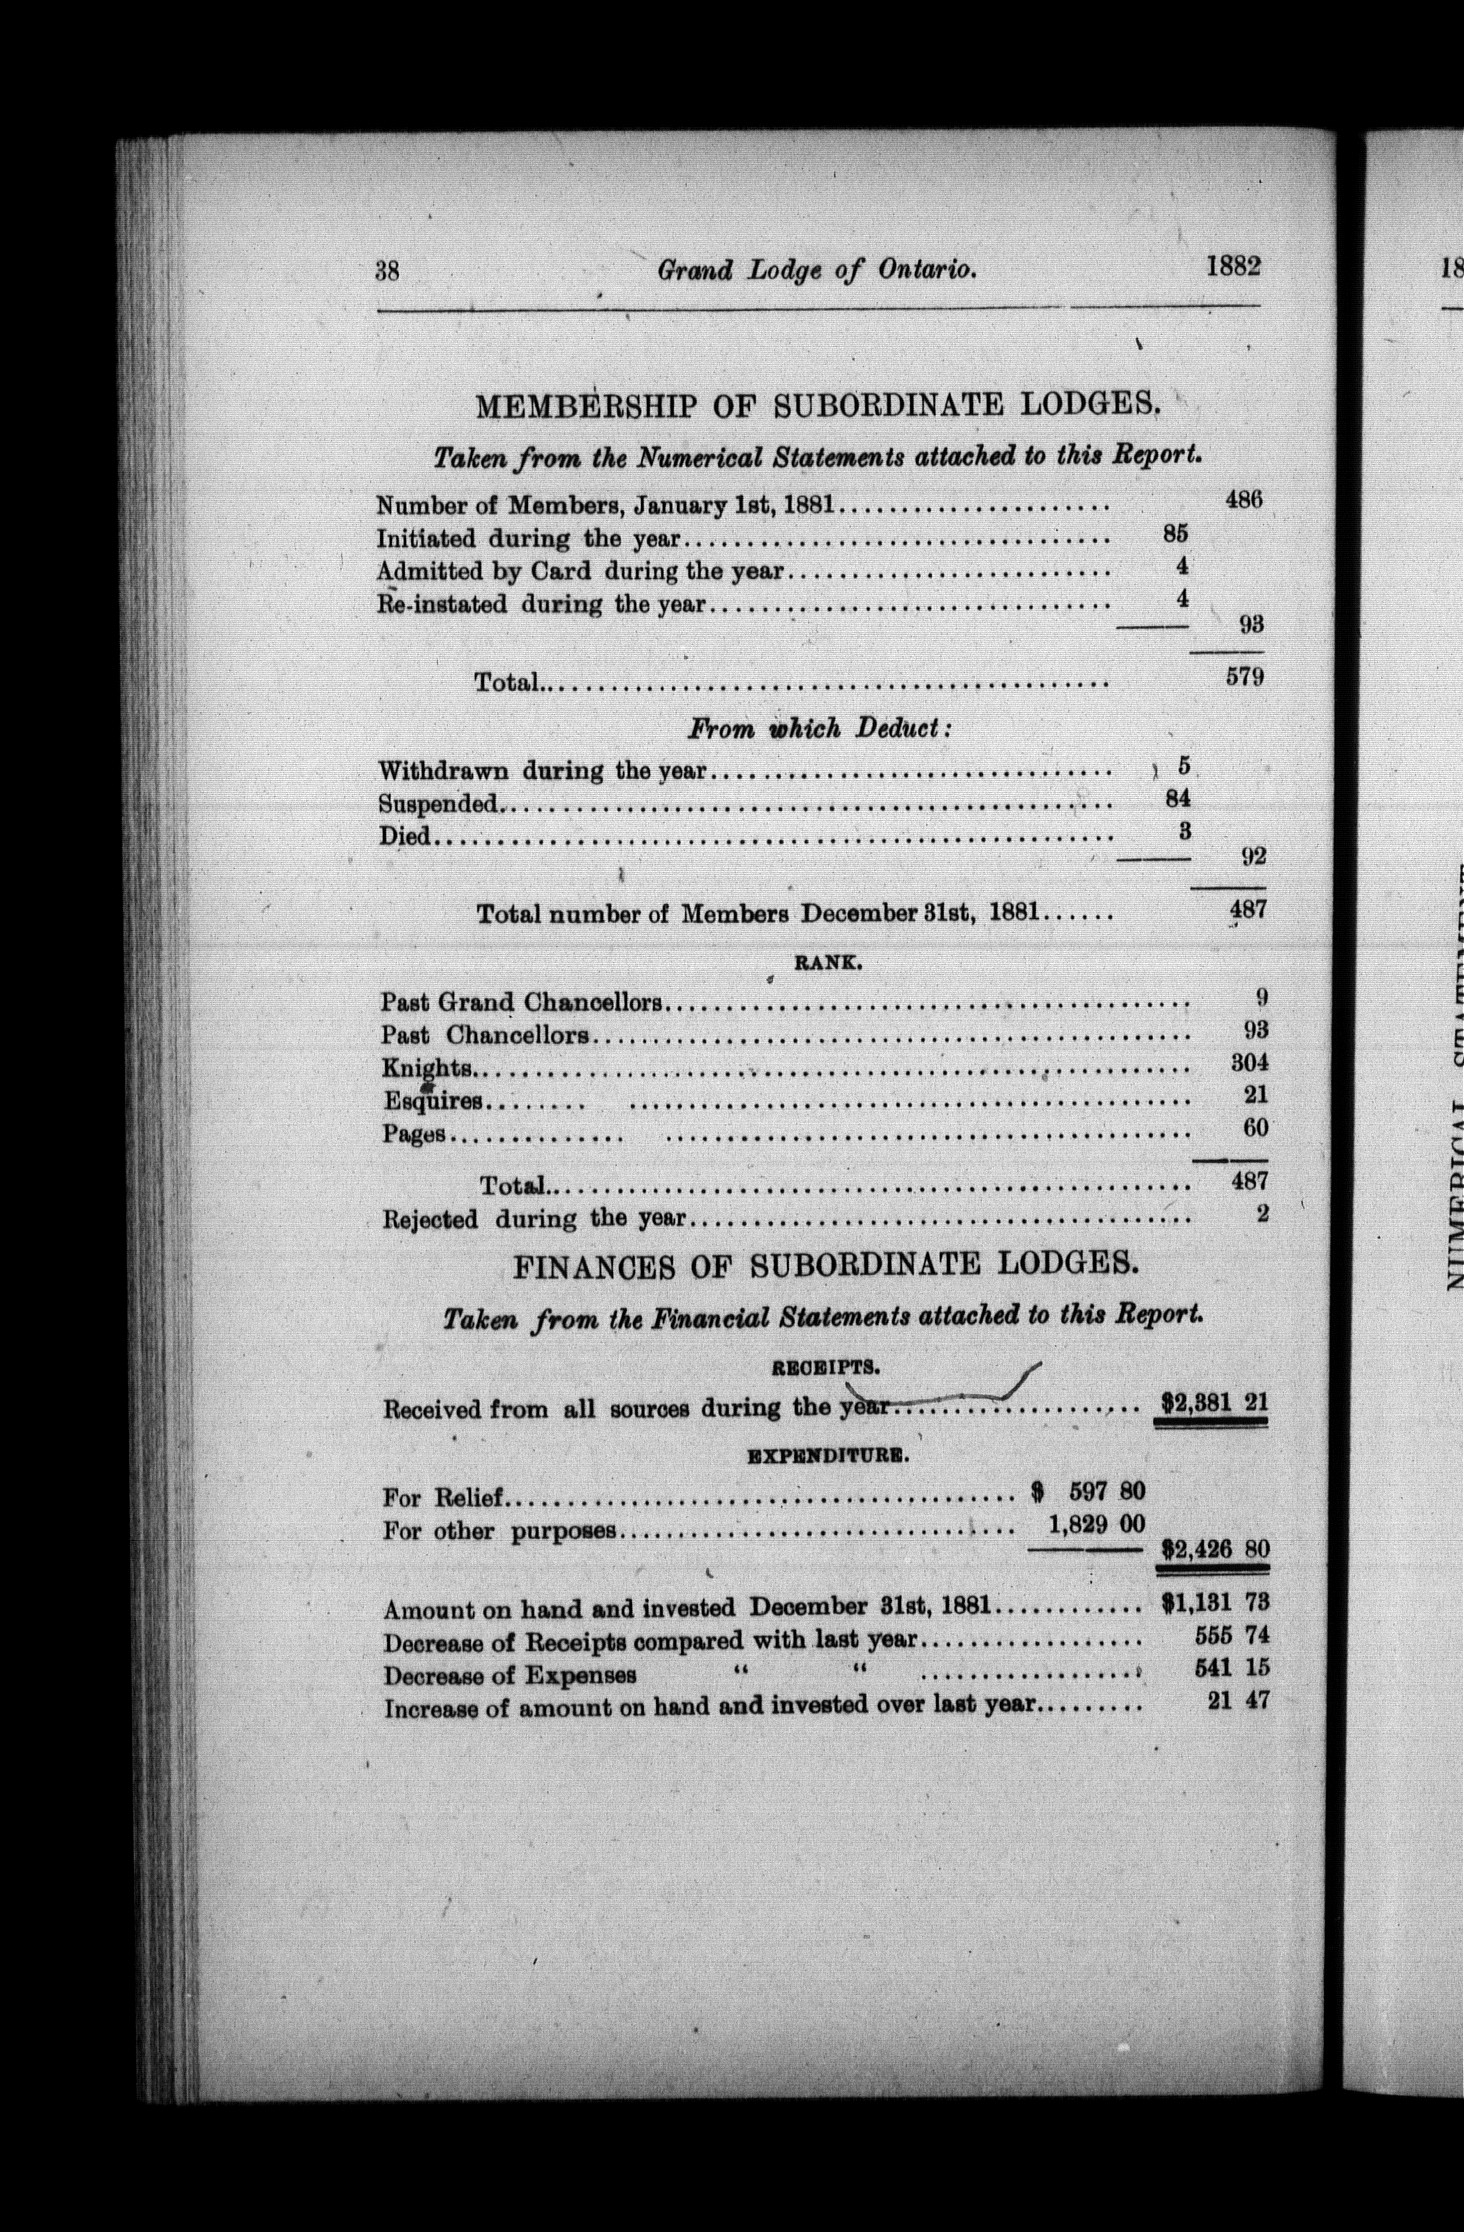 38 Grand Lodge of Ontario. 1882
MEMBERSHIP OF SUBORDINATE LODGES.
Taken from the Numerical Statements attached to this Report.
Number of Members, January 1st, 1881...................... 486
Initiated during the year.................................. 85
Admitted by Card during the year.......................... 4
Re-instated during the year................................ 4
93
Total.............................................. 579
From which Deduct:
Withdrawn during the year................................ 5
Suspended................................................. 84
Died...................................................... 3
92
Total number of Members December 31st, 1881...... 487
RANK.
Past Grand Chancellors.......................................... 9
Past Chancellors................................................ 93
Knights......................................................... 304
Esquires........ ............................................. 21
Pages.............. .......................................... 60
Total.................................................... 487
Rejected during the year........................................ 2
FINANCES OF SUBORDINATE LODGES.
Taken from the Financial Statements attached to this Report.
RECEIPTS.
Received from all sources during the year.................... $2,381 21
EXPENDITURE.
For Relief......................................... $ 597 80
For other purposes................................ 1,829 00
$2,426 80
Amount on hand and invested December 31st, 1881............ $1,131 73
Decrease of Receipts compared with last year.................. 555 74
Decrease of Expenses “ “ .................. 541 15
Increase of amount on hand and invested over last year......... 21 47
18
NUMERICAL STATEMENT